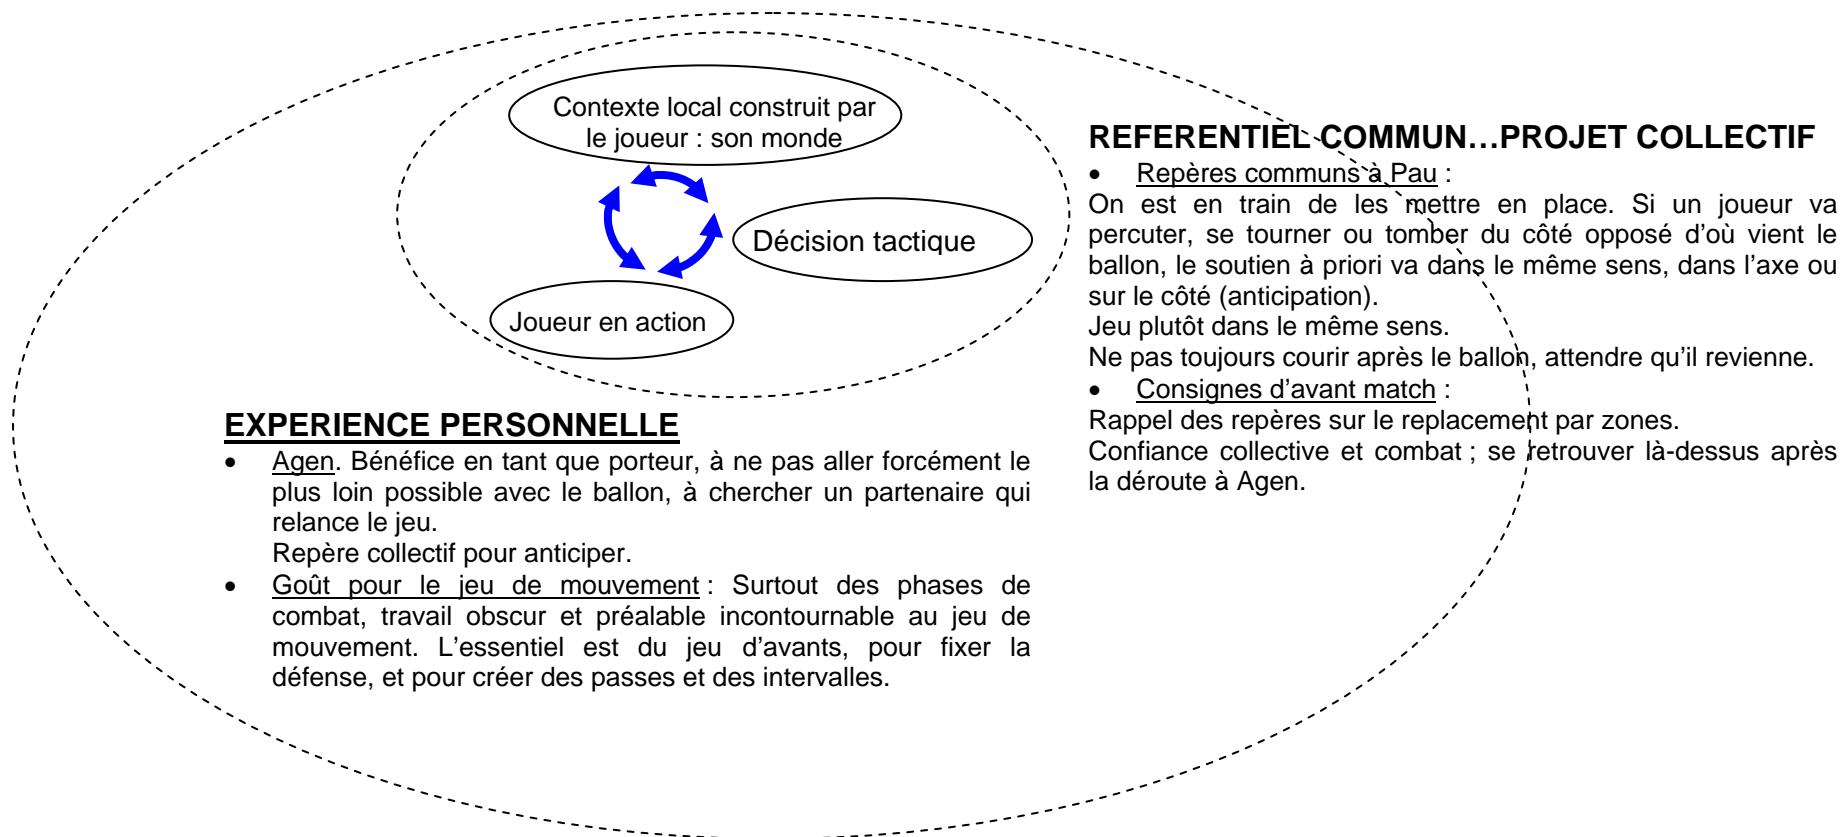 Contexte local construit par
le joueur : son monde
Décision tactique
Joueur en action
EXPERIENCE PERSONNELLE
• Agen. Bénéfice en tant que porteur, à ne pas aller forcément le
plus loin possible avec le ballon, à chercher un partenaire qui
relance le jeu.
Repère collectif pour anticiper.
• Goût pour le jeu de mouvement : Surtout des phases de
combat, travail obscur et préalable incontournable au jeu de
mouvement. L’essentiel est du jeu d’avants, pour fixer la
défense, et pour créer des passes et des intervalles.
REFERENTIEL COMMUN…PROJET COLLECTIF
• Repères communs à Pau :
On est en train de les mettre en place. Si un joueur va
percuter, se tourner ou tomber du côté opposé d’où vient le
ballon, le soutien à priori va dans le même sens, dans l’axe ou
sur le côté (anticipation).
Jeu plutôt dans le même sens.
Ne pas toujours courir après le ballon, attendre qu’il revienne.
• Consignes d’avant match :
Rappel des repères sur le replacement par zones.
Confiance collective et combat ; se retrouver là-dessus après
la déroute à Agen.